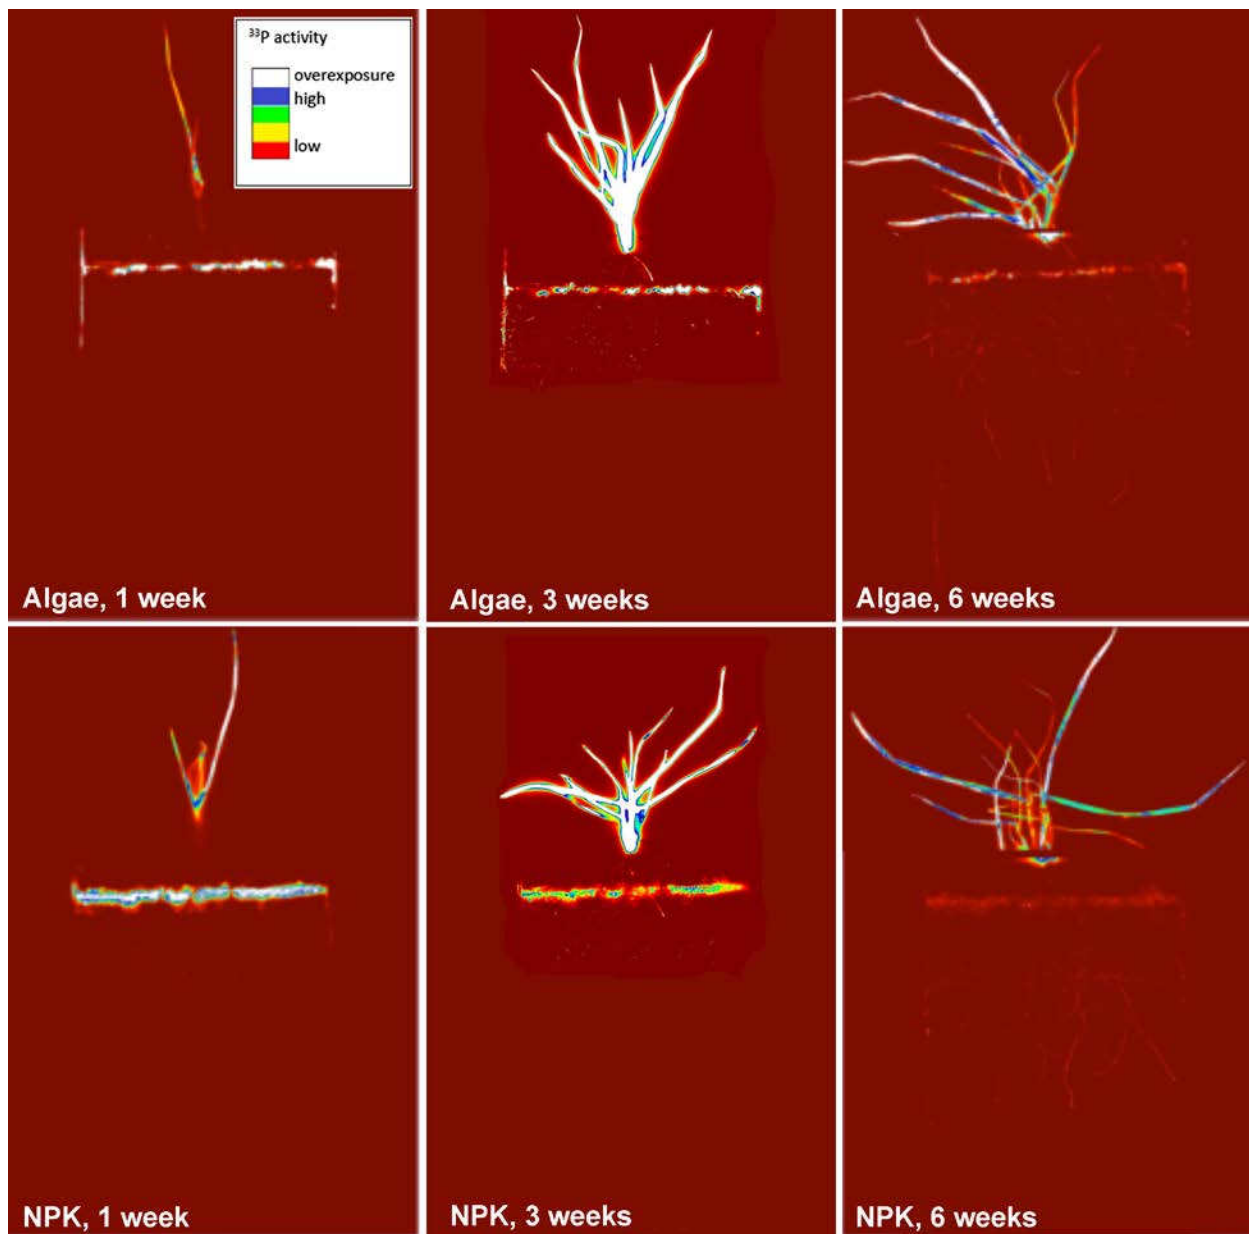 ³³P activity
overexposure
high
low
Algae, 1 week
Algae, 3 weeks
Algae, 6 weeks
NPK, 1 week
NPK, 3 weeks
NPK, 6 weeks